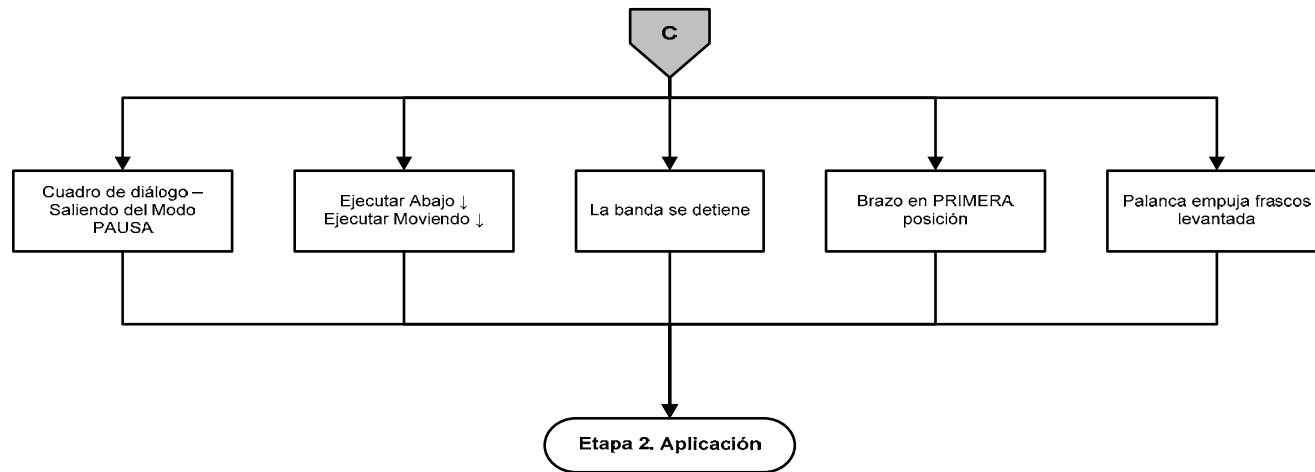 C
Cuadro de diálogo –
Saliendo del Modo
PAUSA
Ejecutar Abajo ↓
Ejecutar Moviendo ↓
La banda se detiene
Brazo en PRIMERA
posición
Palanca empuja frascos
levantada
Etapa 2. Aplicación